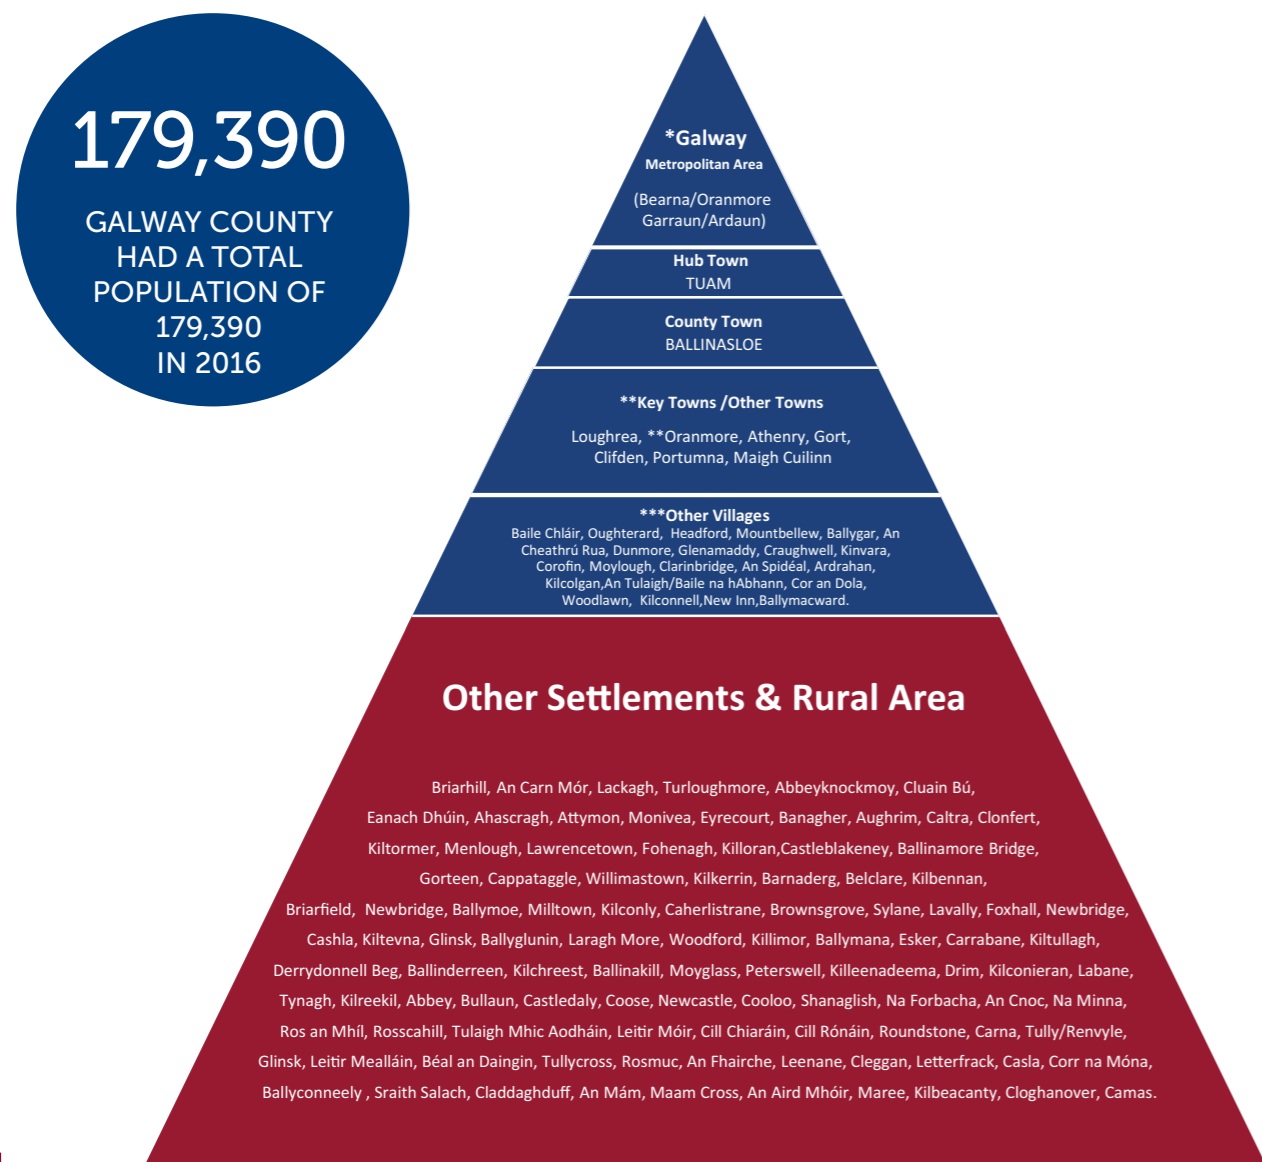 179,390
GALWAY COUNTY
HAD A TOTAL
POPULATION OF
179,390
IN 2016
*Galway
Metropolitan Area
(Bearna/Oranmore
Garraun/Ardaun)
Hub Town
TUAM
County Town
BALLINASLOE
**Key Towns /Other Towns
Loughrea, **Oranmore, Athenry, Gort,
Clifden, Portumna, Maigh Cuilinn
***Other Villages
Baile Chláir, Oughterard, Headford, Mountbellew, Ballygar, An
Cheathrú Rua, Dunmore, Glenamaddy, Craughwell, Kinvara,
Corofin, Moylough, Clarinbridge, An Spidéal, Ardrahan,
Kilcolgan,An Tulaigh/Baile na hAbhann, Cor an Dola,
Woodlawn, Kilconnell,New Inn,Ballymacward.
Other Settlements & Rural Area
Briarhill, An Carn Mór, Lackagh, Turloughmore, Abbeyknockmoy, Cluain Bú,
Eanach Dhúin, Ahascragh, Attymon, Monivea, Eyrecourt, Banagher, Aughrim, Caltra, Clonfert,
Kiltormer, Menlough, Lawrencetown, Fohenagh, Killoran,Castleblakeney, Ballinamore Bridge,
Gorteen, Cappataggle, Willimastown, Kilkerrin, Barnaderg, Belclare, Kilbennan,
Briarfield, Newbridge, Ballymoe, Milltown, Kilconly, Caherlistrane, Brownsgrove, Sylane, Lavally, Foxhall, Newbridge,
Cashla, Kiltevna, Glinsk, Ballyglunin, Laragh More, Woodford, Killimor, Ballymana, Esker, Carrabane, Kiltullagh,
Derrydonnell Beg, Ballinderreen, Kilchreest, Ballinakill, Moyglass, Peterswell, Killeenadeema, Drim, Kilconieran, Labane,
Tynagh, Kilreekil, Abbey, Bullaun, Castledaly, Coose, Newcastle, Cooloo, Shanaglish, Na Forbacha, An Cnoc, Na Minna,
Ros an Mhíl, Rosscahill, Tulaigh Mhic Aodháin, Leitir Móir, Cill Chiaráin, Cill Rónáin, Roundstone, Carna, Tully/Renvyle,
Glinsk, Leitir Mealláin, Béal an Daingin, Tullycross, Rosmuc, An Fhairche, Leenane, Cleggan, Letterfrack, Casla, Corr na Móna,
Ballyconneely , Sraith Salach, Claddaghduff, An Mám, Maam Cross, An Aird Mhóir, Maree, Kilbeacanty, Cloghanover, Camas.